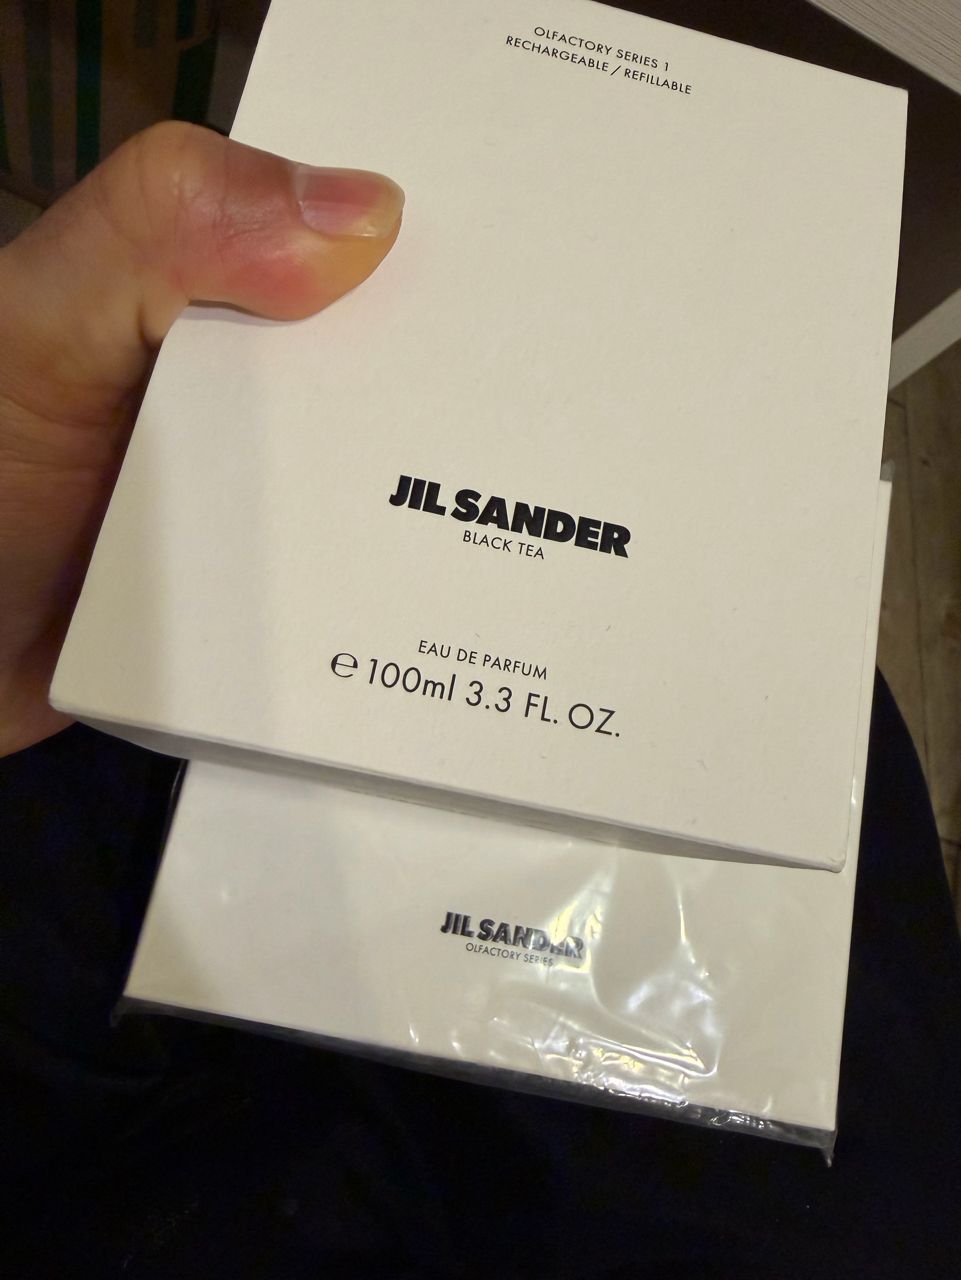 OLFACTORY SERIES 1
RECHARGEABLE / REFILLABLE
JIL SANDER
BLACK TEA
EAU DE PARFUM
℮ 100ml 3.3 FL. OZ.
JIL SANDER
OLFACTORY SERIES